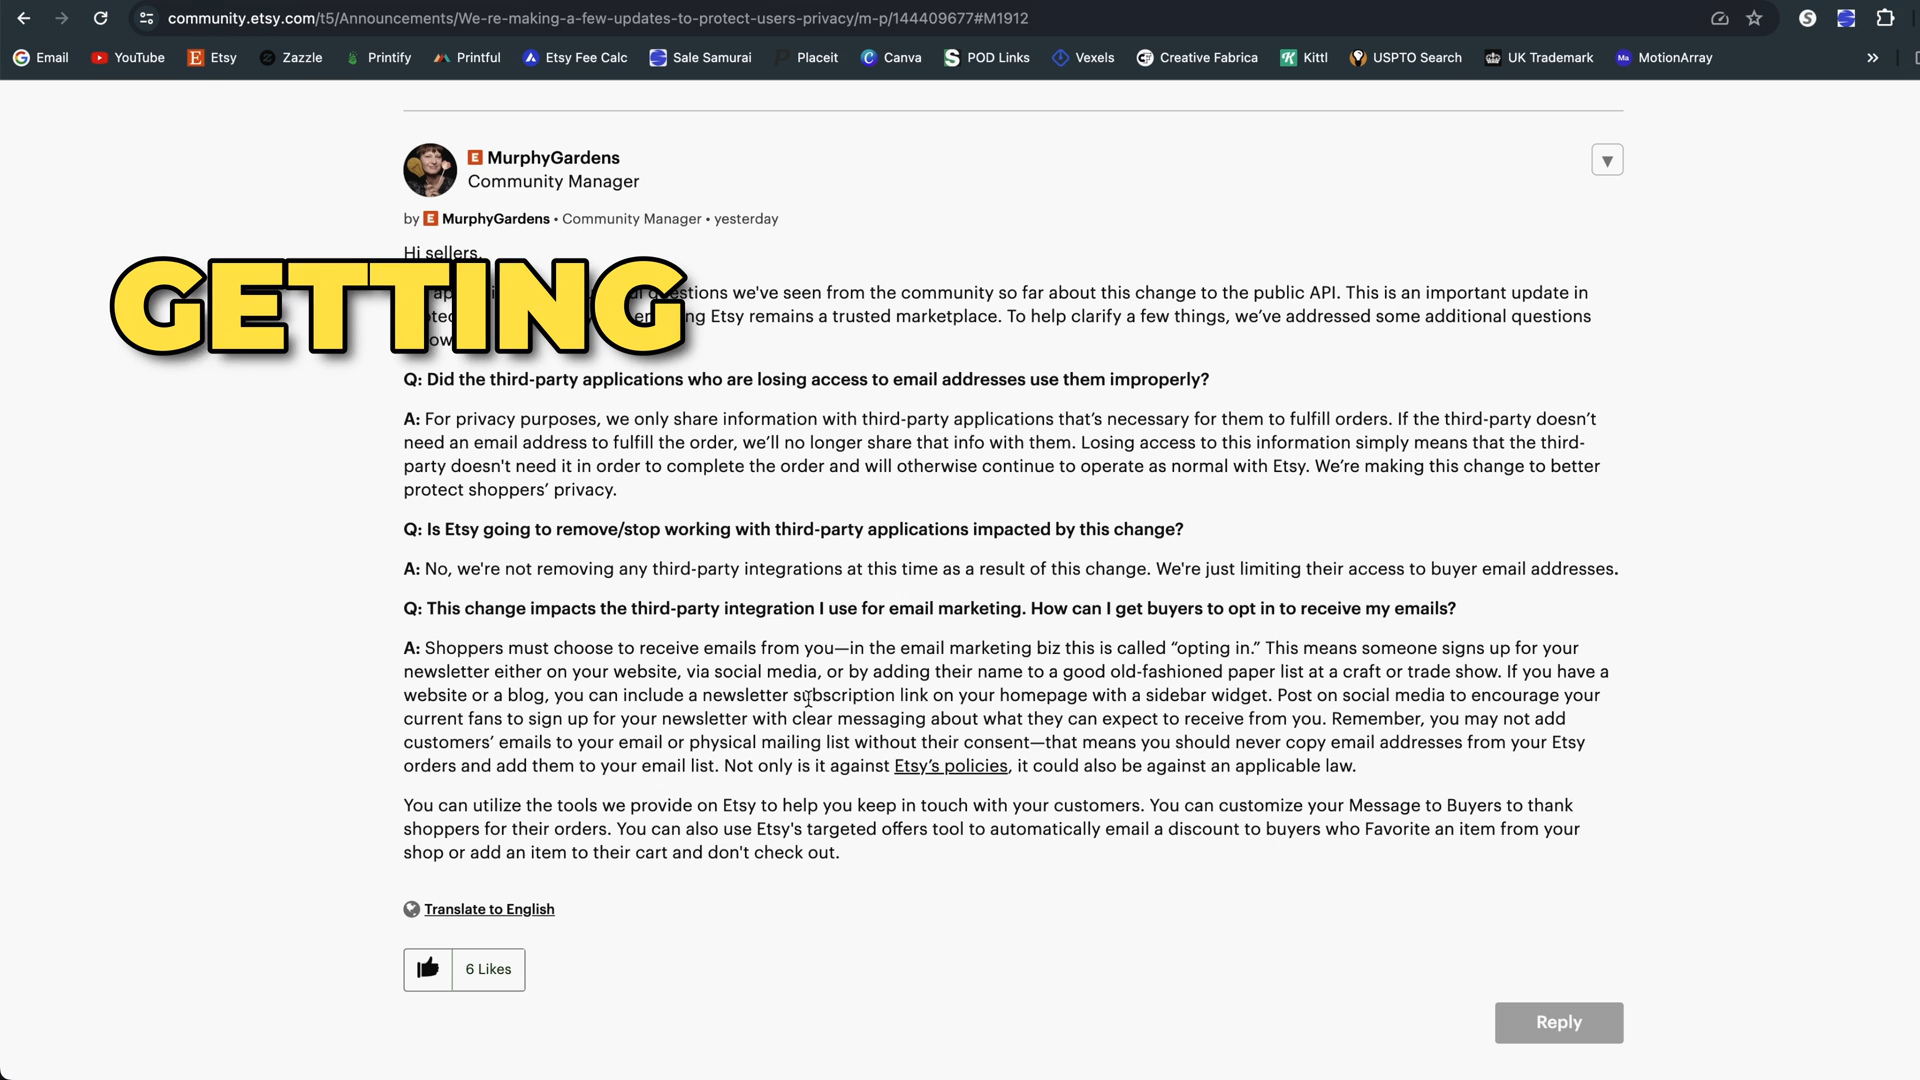 community.etsy.com/t5/Announcements/We-re-making-a-few-updates-to-protect-users-privacy/m-p/144409677#M1912
Email YouTube Etsy Zazzle Printify Printful Etsy Fee Calc Sale Samurai Placeit Canva POD Links Vexels Creative Fabrica Kittl USPTO Search UK Trademark MotionArray
MurphyGardens
Community Manager
by MurphyGardens • Community Manager • yesterday
Hi sellers,
GETTING
questions we've seen from the community so far about this change to the public API. This is an important update in
Etsy remains a trusted marketplace. To help clarify a few things, we’ve addressed some additional questions
Q: Did the third-party applications who are losing access to email addresses use them improperly?
A: For privacy purposes, we only share information with third-party applications that’s necessary for them to fulfill orders. If the third-party doesn’t
need an email address to fulfill the order, we’ll no longer share that info with them. Losing access to this information simply means that the third-
party doesn't need it in order to complete the order and will otherwise continue to operate as normal with Etsy. We’re making this change to better
protect shoppers’ privacy.
Q: Is Etsy going to remove/stop working with third-party applications impacted by this change?
A: No, we're not removing any third-party integrations at this time as a result of this change. We're just limiting their access to buyer email addresses.
Q: This change impacts the third-party integration I use for email marketing. How can I get buyers to opt in to receive my emails?
A: Shoppers must choose to receive emails from you—in the email marketing biz this is called “opting in.” This means someone signs up for your
newsletter either on your website, via social media, or by adding their name to a good old-fashioned paper list at a craft or trade show. If you have a
website or a blog, you can include a newsletter subscription link on your homepage with a sidebar widget. Post on social media to encourage your
current fans to sign up for your newsletter with clear messaging about what they can expect to receive from you. Remember, you may not add
customers’ emails to your email or physical mailing list without their consent—that means you should never copy email addresses from your Etsy
orders and add them to your email list. Not only is it against Etsy’s policies, it could also be against an applicable law.
You can utilize the tools we provide on Etsy to help you keep in touch with your customers. You can customize your Message to Buyers to thank
shoppers for their orders. You can also use Etsy's targeted offers tool to automatically email a discount to buyers who Favorite an item from your
shop or add an item to their cart and don't check out.
Translate to English
6 Likes
Reply